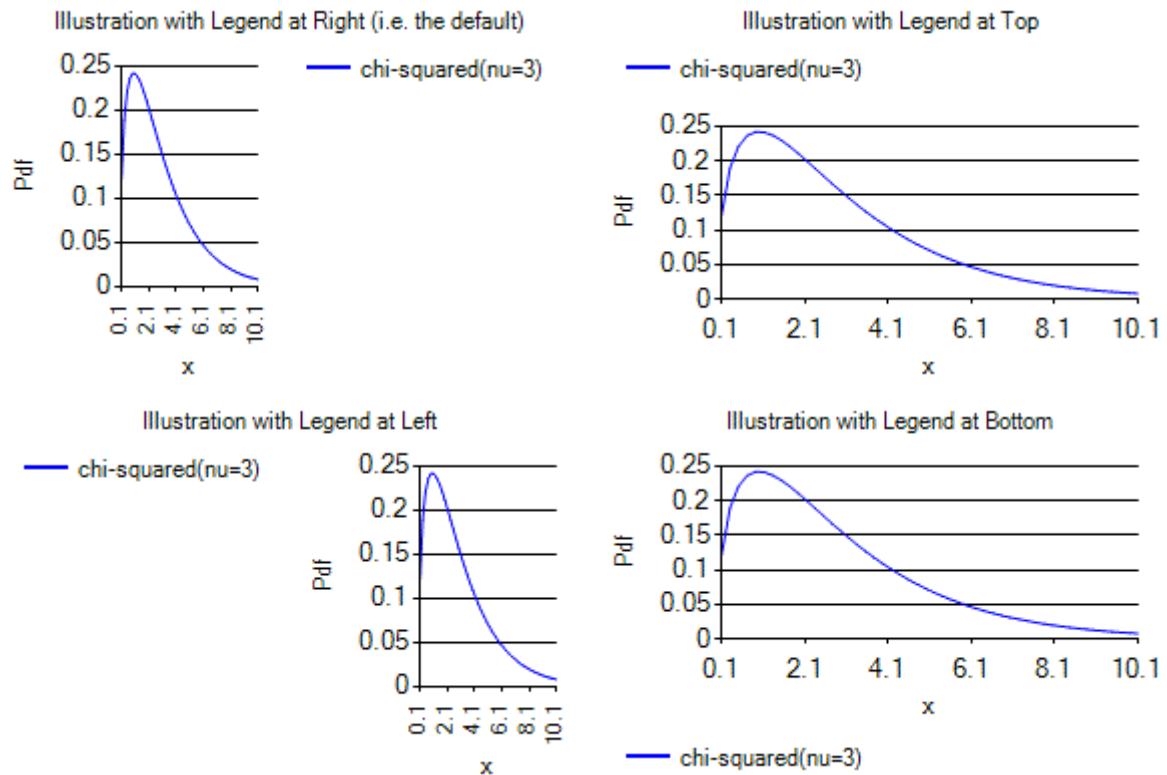 Illustration with Legend at Right (i.e. the default)
chi-squared(nu=3)
0.25
0.2
0.15
0.1
0.05
0
Pdf
0.1
2.1
4.1
6.1
8.1
10.1
x
Illustration with Legend at Top
chi-squared(nu=3)
0.25
0.2
0.15
0.1
0.05
0
Pdf
0.1 2.1 4.1 6.1 8.1 10.1
x
Illustration with Legend at Left
chi-squared(nu=3)
0.25
0.2
0.15
0.1
0.05
0
Pdf
0.1
2.1
4.1
6.1
8.1
10.1
x
Illustration with Legend at Bottom
0.25
0.2
0.15
0.1
0.05
0
Pdf
0.1 2.1 4.1 6.1 8.1 10.1
x
chi-squared(nu=3)